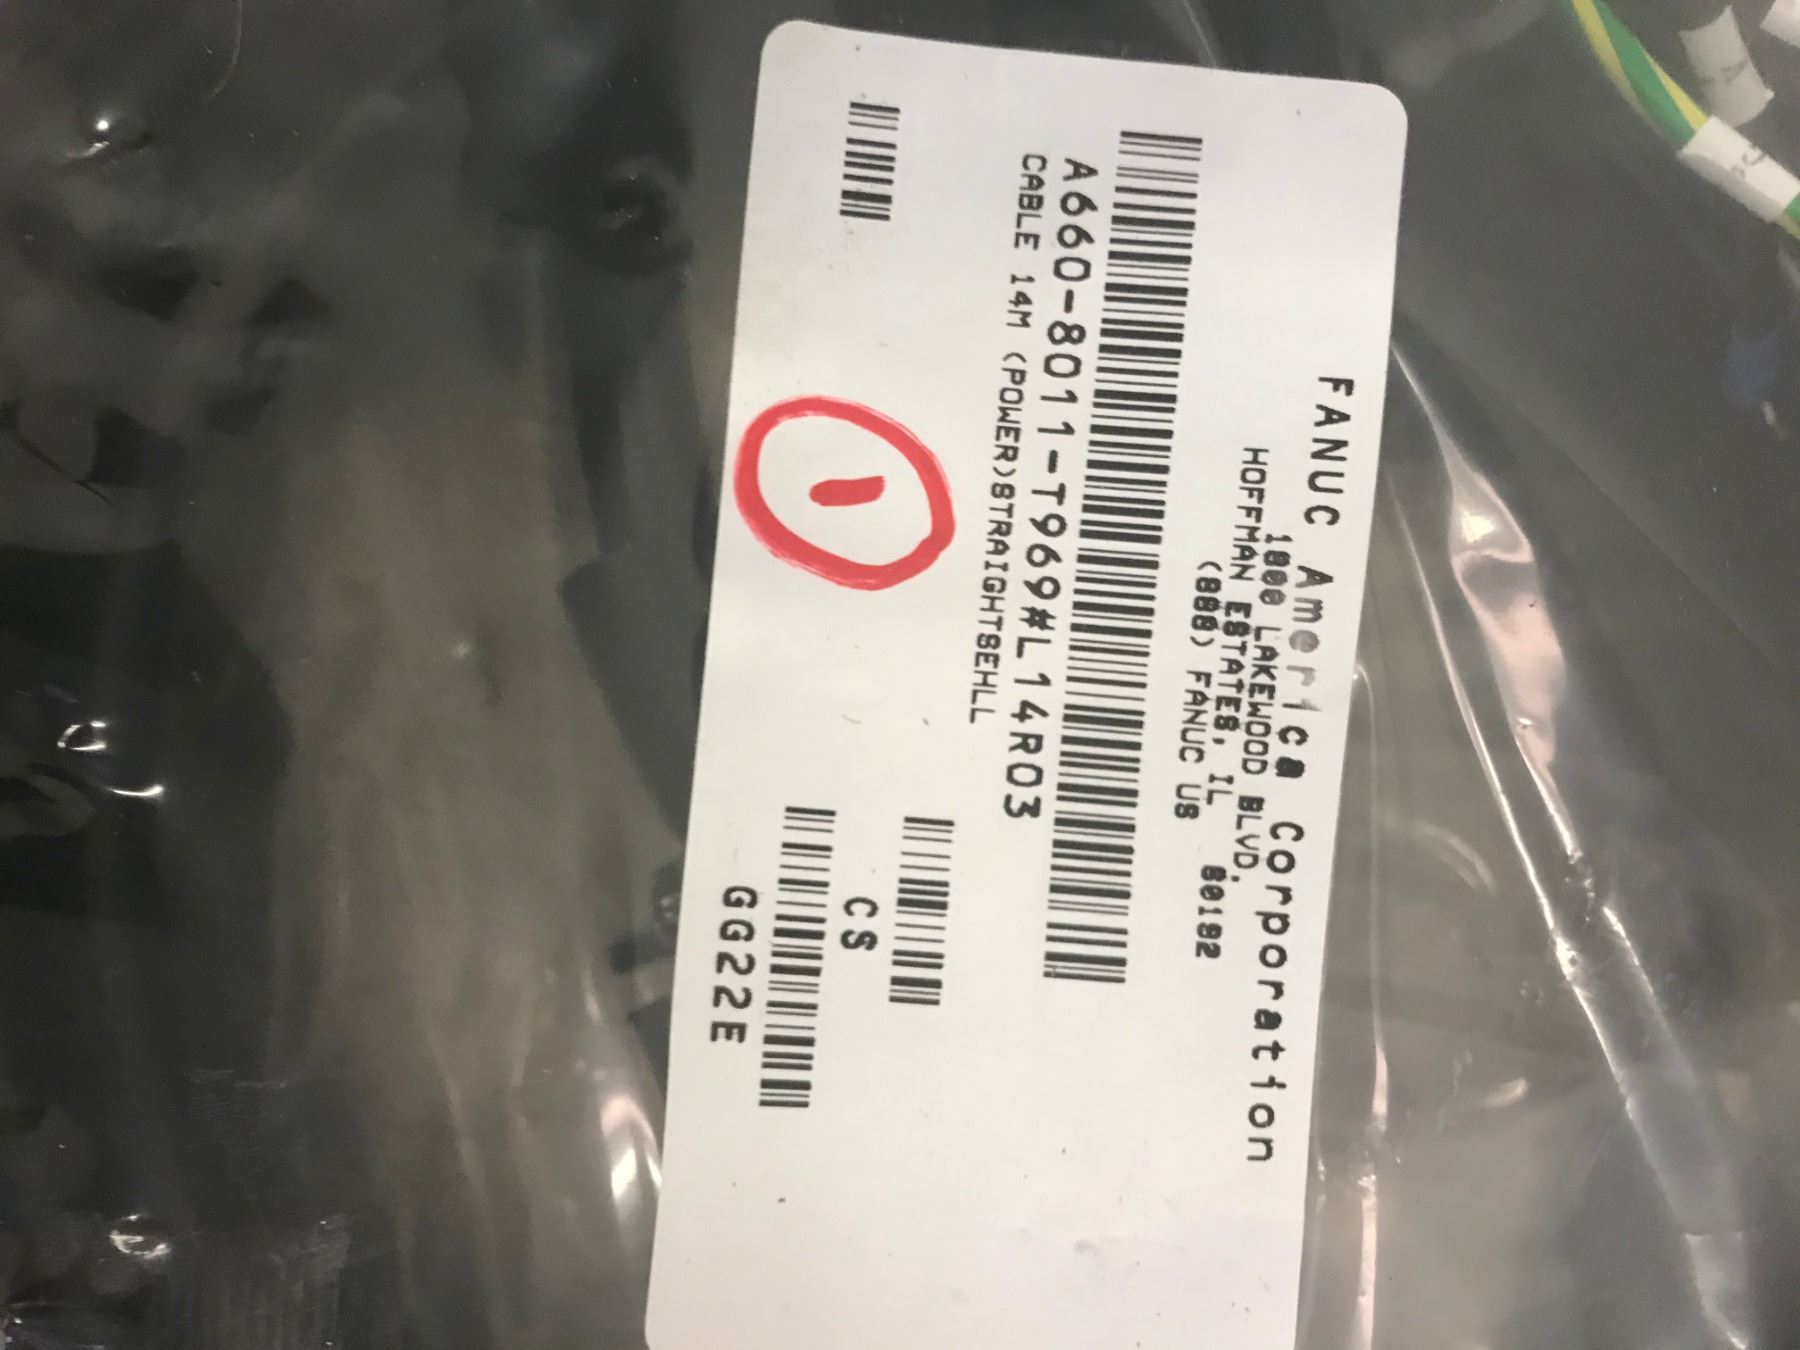 FANUC America Corporation
1800 LAKEWOOD BLVD.
HOFFMAN ESTATES, IL 60192
(888) FANUC US
A660-8011-T969#L14R03
CABLE 14M (POWER)STRAIGHTSEHLL
1
CS
GG22E